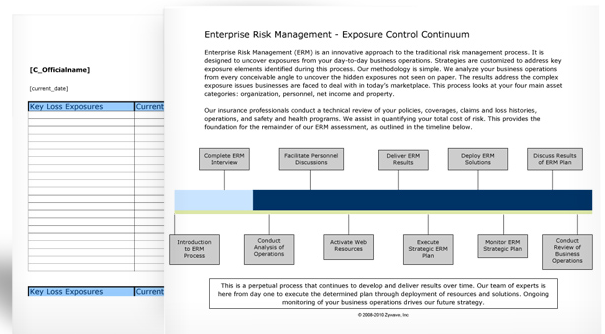 [C_Officialname]
[current_date]
Key Loss Exposures Current
Key Loss Exposures Current
Enterprise Risk Management - Exposure Control Continuum
Enterprise Risk Management (ERM) is an innovative approach to the traditional risk management process. It is
designed to uncover exposures from your day-to-day business operations. Strategies are customized to address key
exposure elements identified during this process. Our methodology is simple. We analyze your business operations
from every conceivable angle to uncover the hidden exposures not seen on paper. The results address the complex
exposure issues businesses are faced to deal with in today's marketplace. This process looks at your four main asset
categories: organization, personnel, net income and property.
Our insurance professionals conduct a technical review of your policies, coverages, claims and loss histories,
operations, and safety and health programs. We assist in quantifying your total cost of risk. This provides the
foundation for the remainder of our ERM assessment, as outlined in the timeline below.
Complete ERM
Interview
Facilitate Personnel
Discussions
Deliver ERM
Results
Deploy ERM
Solutions
Discuss Results
of ERM Plan
Introduction
to ERM
Process
Conduct
Analysis of
Operations
Activate Web
Resources
Execute
Strategic ERM
Plan
Monitor ERM
Strategic Plan
Conduct
Review of
Business
Operations
This is a perpetual process that continues to develop and deliver results over time. Our team of experts is
here from day one to execute the determined plan through deployment of resources and solutions. Ongoing
monitoring of your business operations drives our future strategy.
© 2008-2010 Zywave, Inc